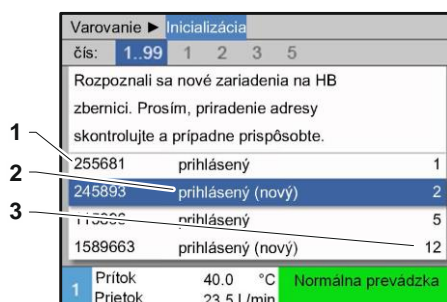 Varovanie ► Inicializácia
čís: 1..99 1 2 3 5
Rozpoznali sa nové zariadenia na HB
zbernici. Prosím, priradenie adresy
skontrolujte a prípadne prispôsobte.
1
255681 prihlásený 1
2
245893 prihlásený (nový) 2
3
prihlásený 5
1589663 prihlásený (nový) 12
1 Prítok 40.0 °C Normálna prevádzka
Prietok 23.5 l/min